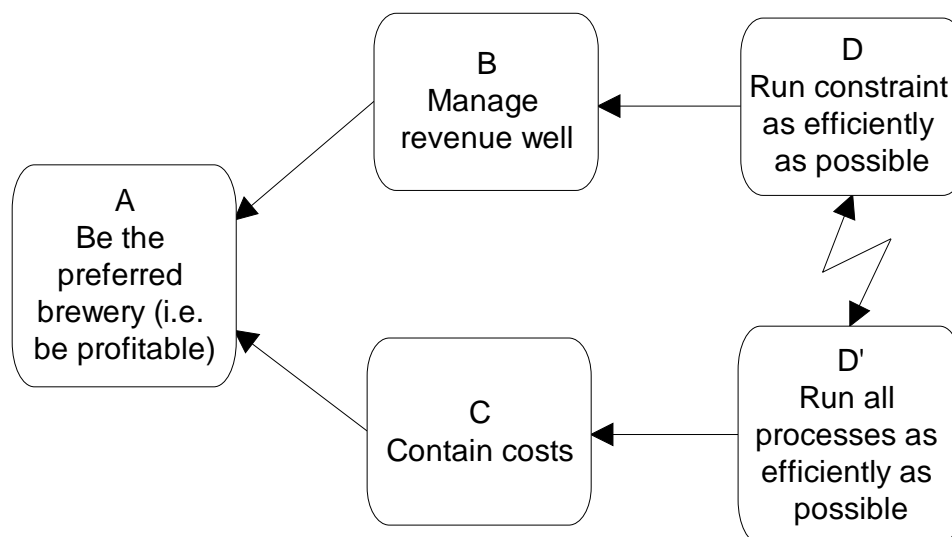 A
Be the
preferred
brewery (i.e.
be profitable)
B
Manage
revenue well
C
Contain costs
D
Run constraint
as efficiently
as possible
D'
Run all
processes as
efficiently as
possible